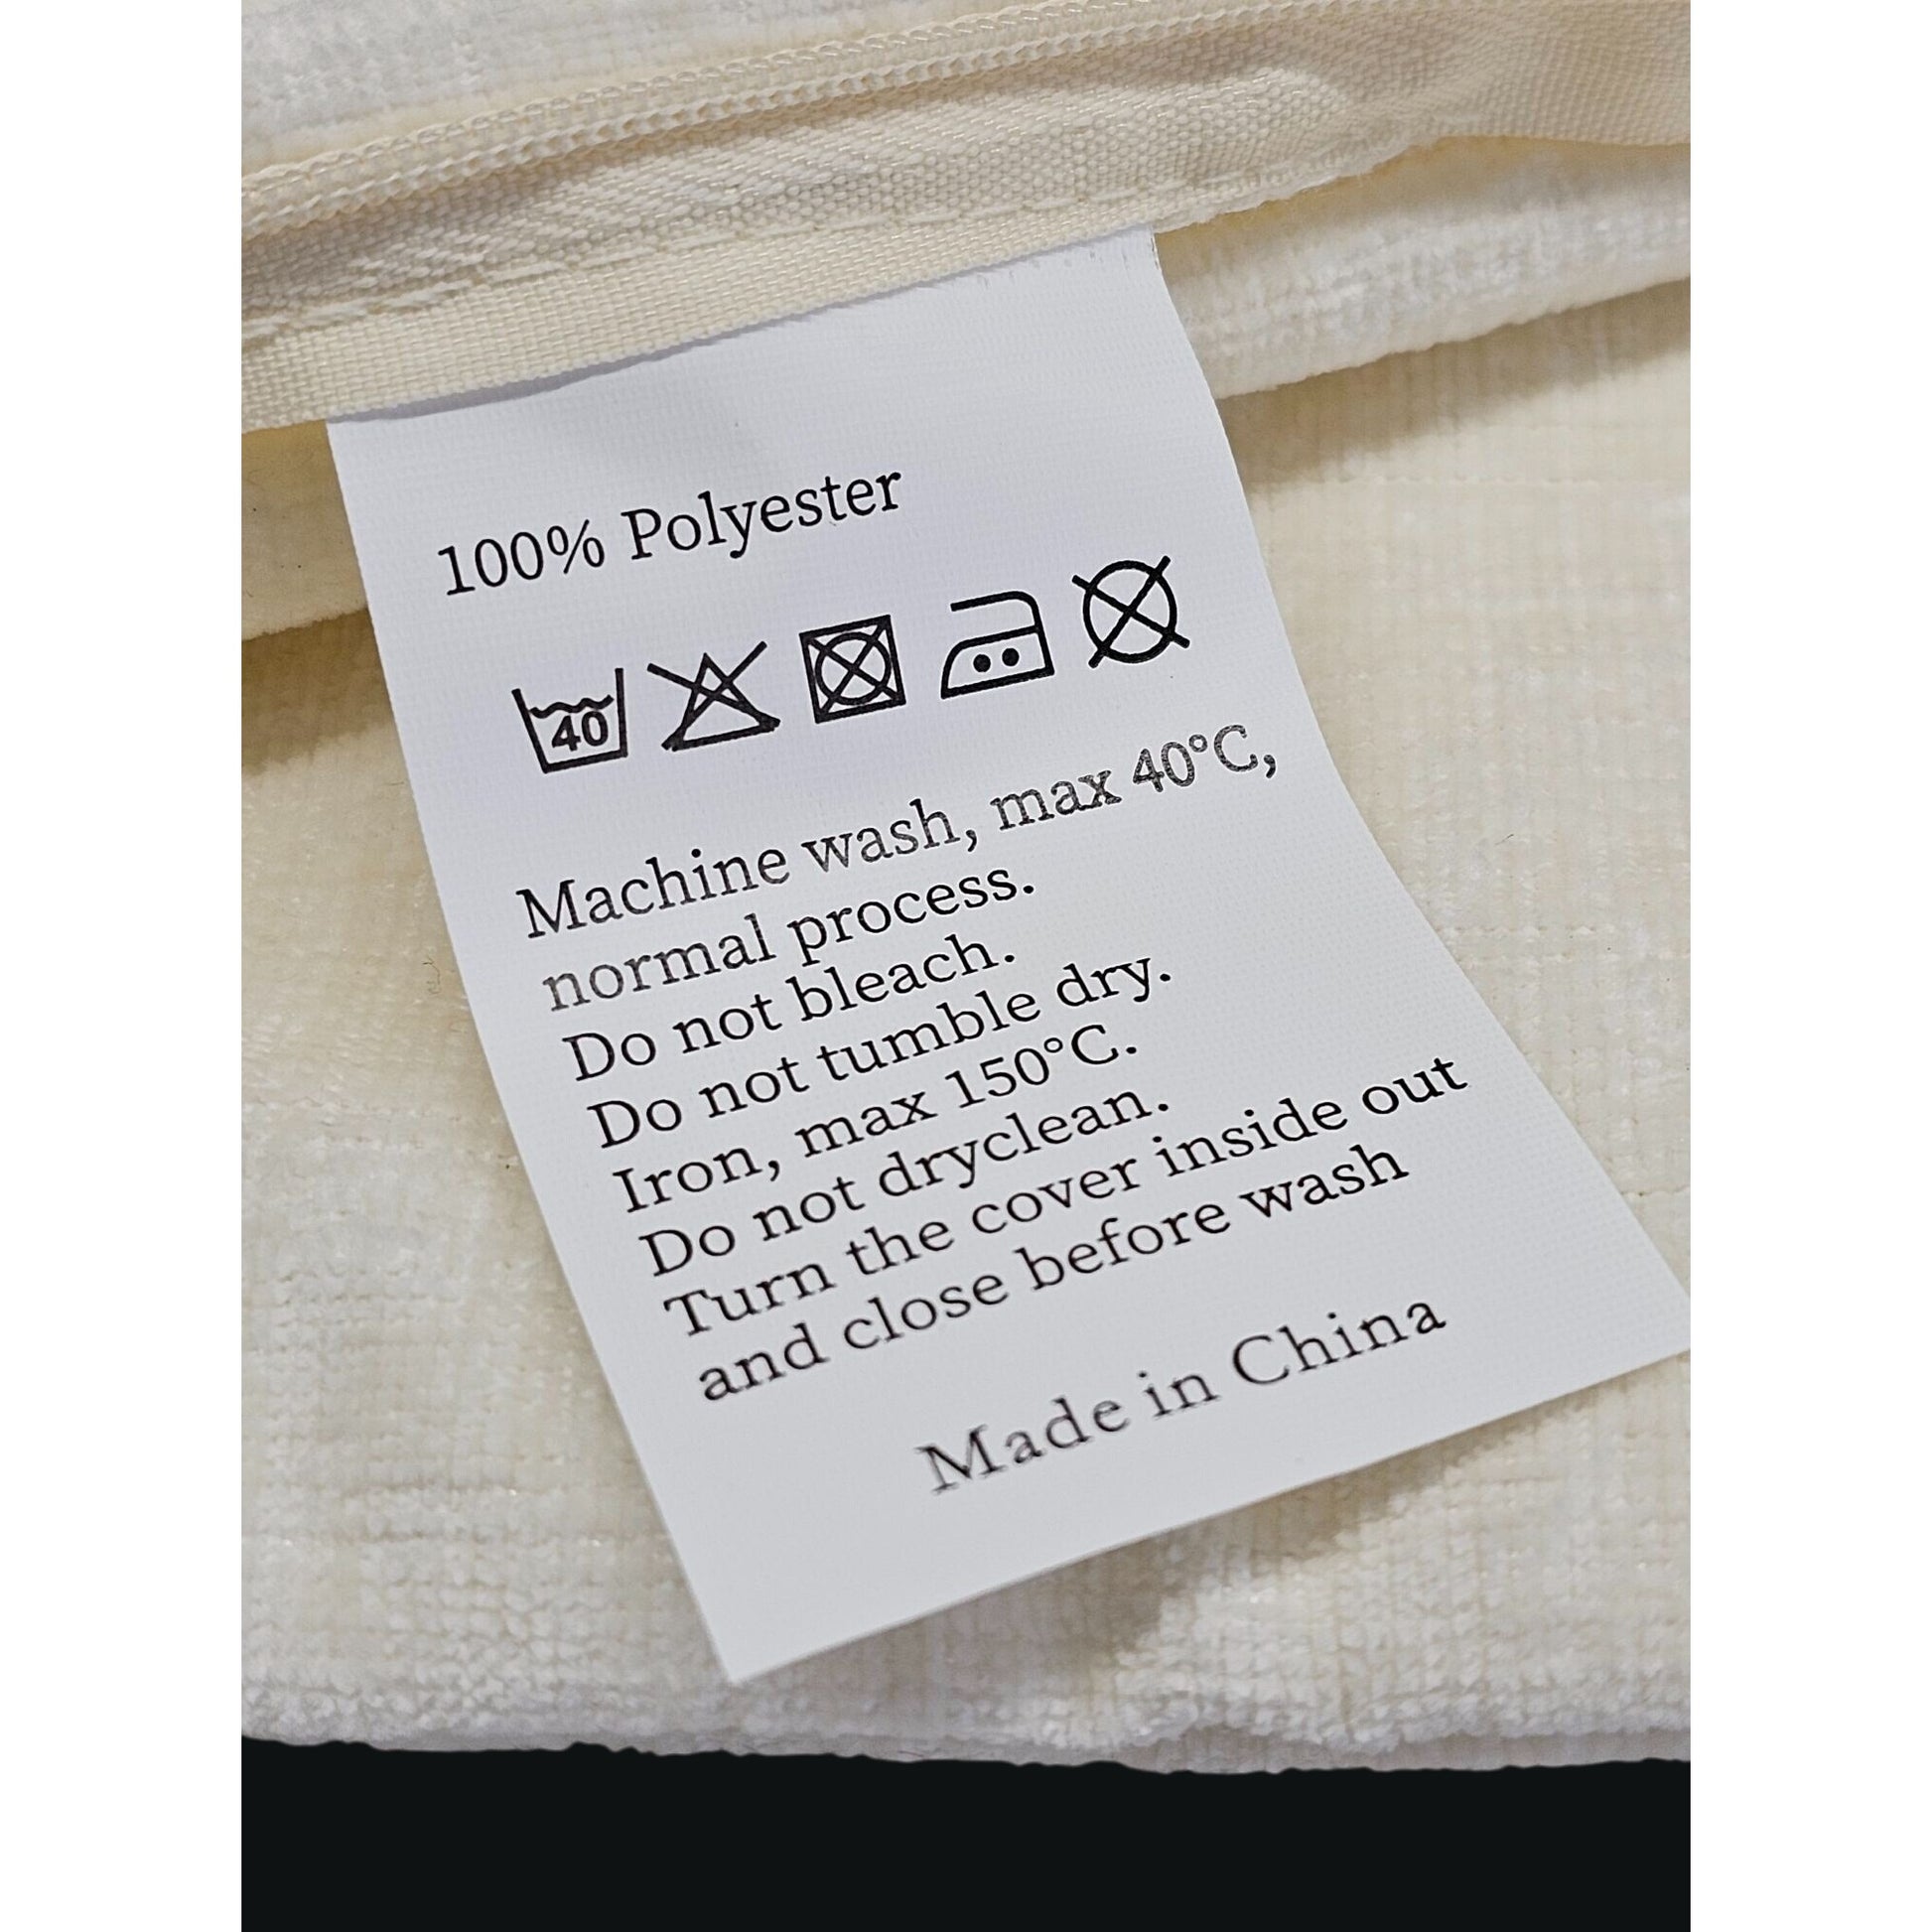 100% Polyester
40
Machine wash, max 40°C,
normal process.
Do not bleach.
Do not tumble dry.
Iron, max 150°C.
Do not dryclean.
Turn the cover inside out
and close before wash
Made in China